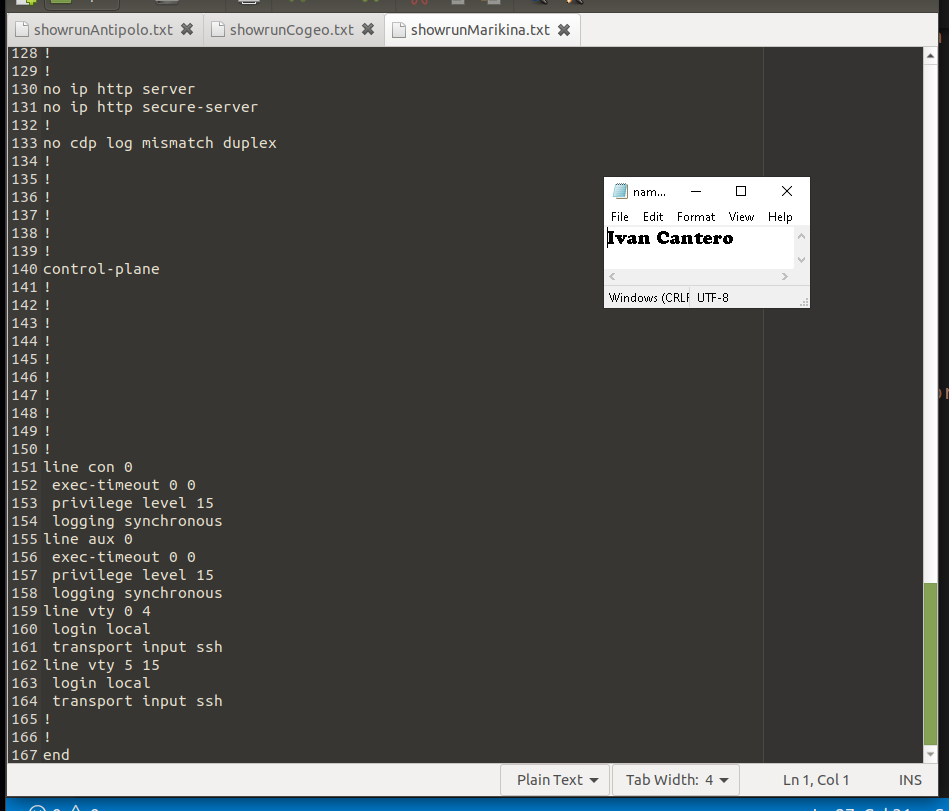 showrunAntipolo.txt
showrunCogeo.txt
showrunMarikina.txt
128 !
129 !
130 no ip http server
131 no ip http secure-server
132 !
133 no cdp log mismatch duplex
134 !
135 !
136 !
137 !
138 !
139 !
140 control-plane
141 !
142 !
143 !
144 !
145 !
146 !
147 !
148 !
149 !
150 !
151 line con 0
152  exec-timeout 0 0
153  privilege level 15
154  logging synchronous
155 line aux 0
156  exec-timeout 0 0
157  privilege level 15
158  logging synchronous
159 line vty 0 4
160  login local
161  transport input ssh
162 line vty 5 15
163  login local
164  transport input ssh
165 !
166 !
167 end
nam...
File Edit Format View Help
Ivan Cantero
Windows (CRLF UTF-8
Plain Text Tab Width: 4 Ln 1, Col 1 INS